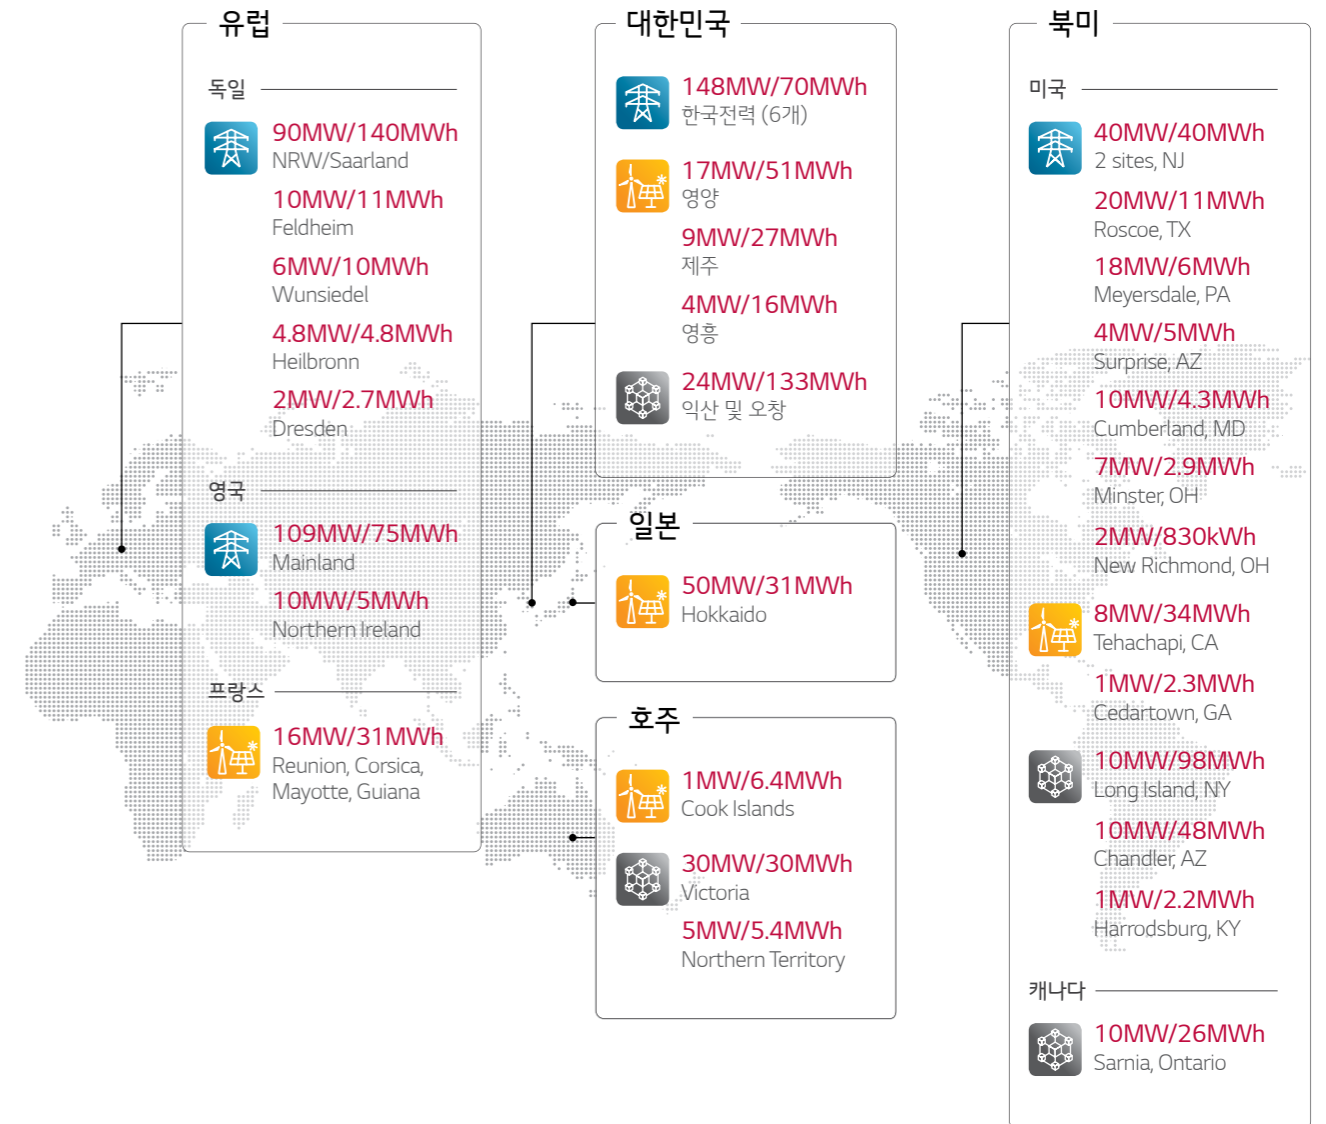 유럽
독일
90MW/140MWh
NRW/Saarland
10MW/11MWh
Feldheim
6MW/10MWh
Wunsiedel
4.8MW/4.8MWh
Heilbronn
2MW/2.7MWh
Dresden
영국
109MW/75MWh
Mainland
10MW/5MWh
Northern Ireland
프랑스
16MW/31MWh
Reunion, Corsica,
Mayotte, Guiana
대한민국
148MW/70MWh
한국전력 (6개)
17MW/51MWh
영양
9MW/27MWh
제주
4MW/16MWh
영흥
24MW/133MWh
익산 및 오창
일본
50MW/31MWh
Hokkaido
호주
1MW/6.4MWh
Cook Islands
30MW/30MWh
Victoria
5MW/5.4MWh
Northern Territory
북미
미국
40MW/40MWh
2 sites, NJ
20MW/11MWh
Roscoe, TX
18MW/6MWh
Meyersdale, PA
4MW/5MWh
Surprise, AZ
10MW/4.3MWh
Cumberland, MD
7MW/2.9MWh
Minster, OH
2MW/830kWh
New Richmond, OH
8MW/34MWh
Tehachapi, CA
1MW/2.3MWh
Cedartown, GA
10MW/98MWh
Long Island, NY
10MW/48MWh
Chandler, AZ
1MW/2.2MWh
Harrodsburg, KY
캐나다
10MW/26MWh
Sarnia, Ontario